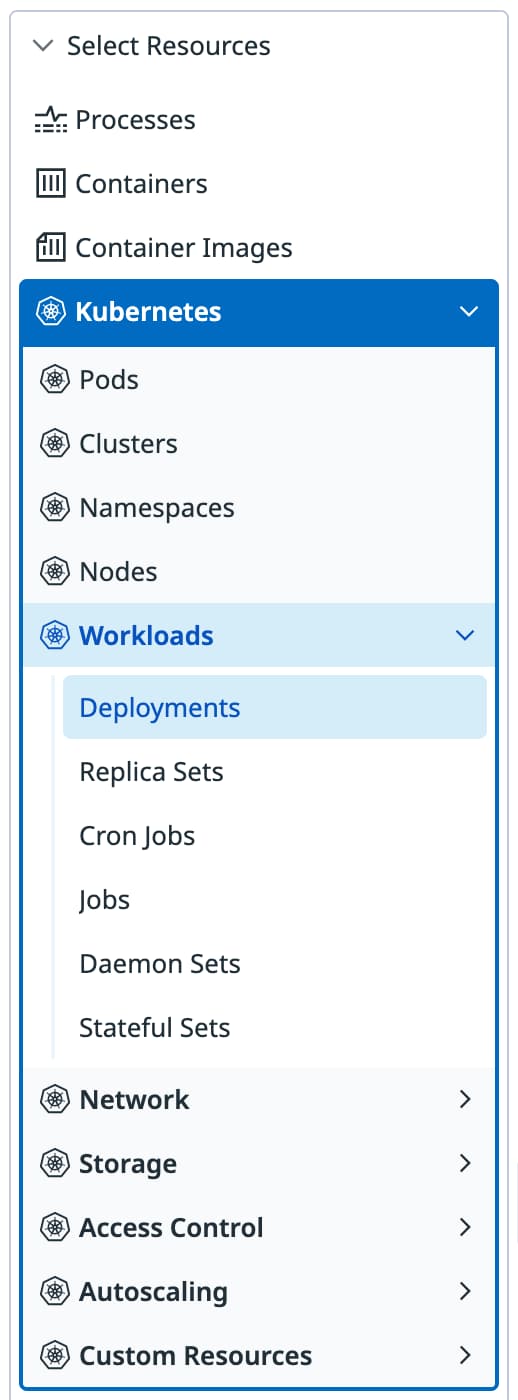 Select Resources
Processes
Containers
Container Images
Kubernetes
Pods
Clusters
Namespaces
Nodes
Workloads
Deployments
Replica Sets
Cron Jobs
Jobs
Daemon Sets
Stateful Sets
Network
Storage
Access Control
Autoscaling
Custom Resources